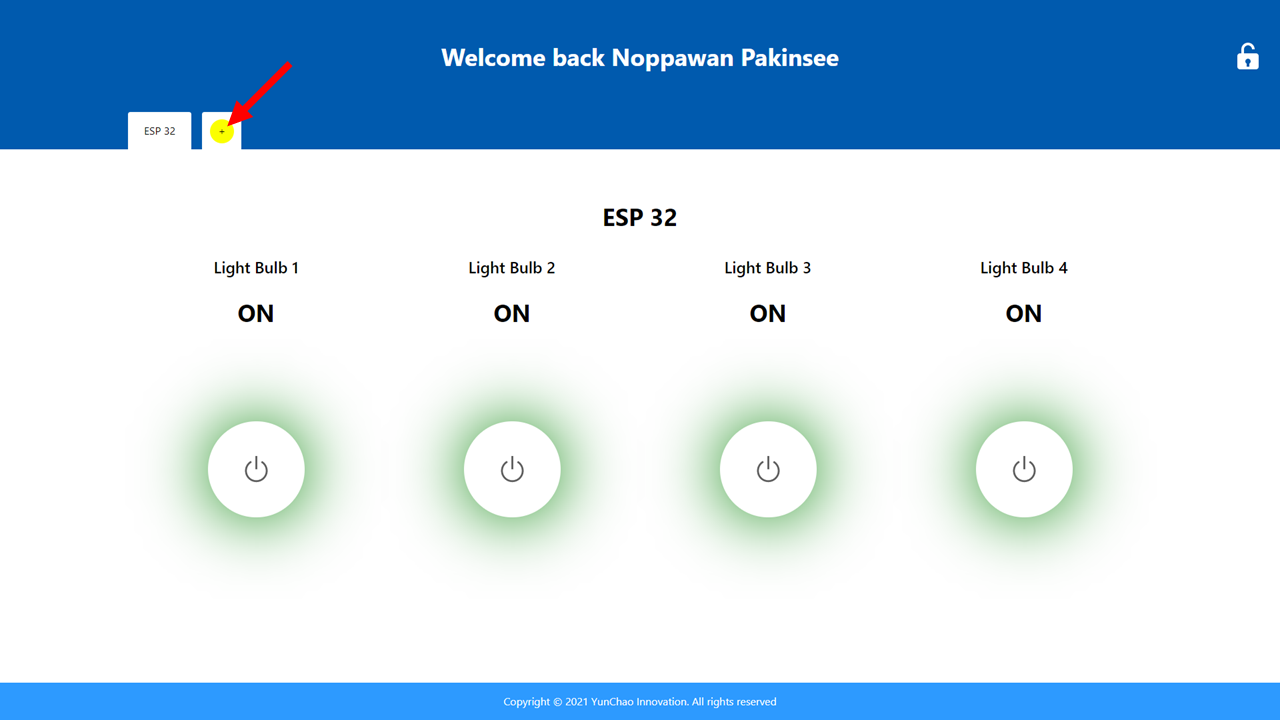 Welcome back Noppawan Pakinsee
ESP 32
+
ESP 32
Light Bulb 1
Light Bulb 2
Light Bulb 3
Light Bulb 4
ON
ON
ON
ON
Copyright © 2021 YunChao Innovation. All rights reserved